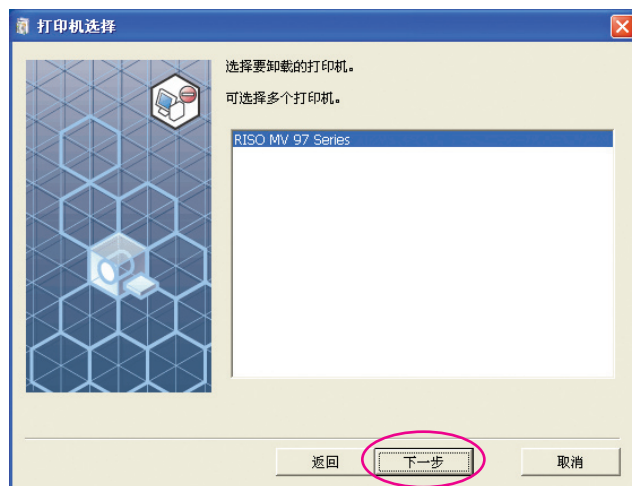 打印机选择
选择要卸载的打印机。
可选择多个打印机。
RISO MV 97 Series
返回
下一步
取消